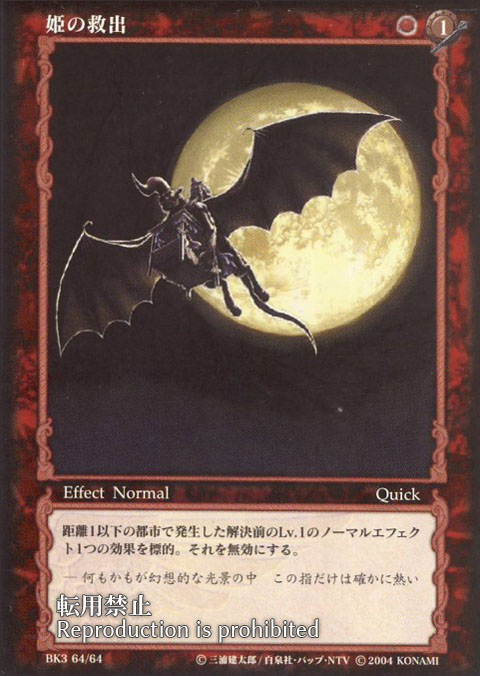 姫の救出
1
Effect Normal
Quick
距離1以下の都市で発生した解決前のLv.1のノーマルエフェク
ト1つの効果を標的。それを無効にする。
― 何もかもが幻想的な光景の中　この指だけは確かに熱い
転用禁止
Reproduction is prohibited
BK3 64/64
© 三浦建太郎/白泉社・バップ・NTV © 2004 KONAMI